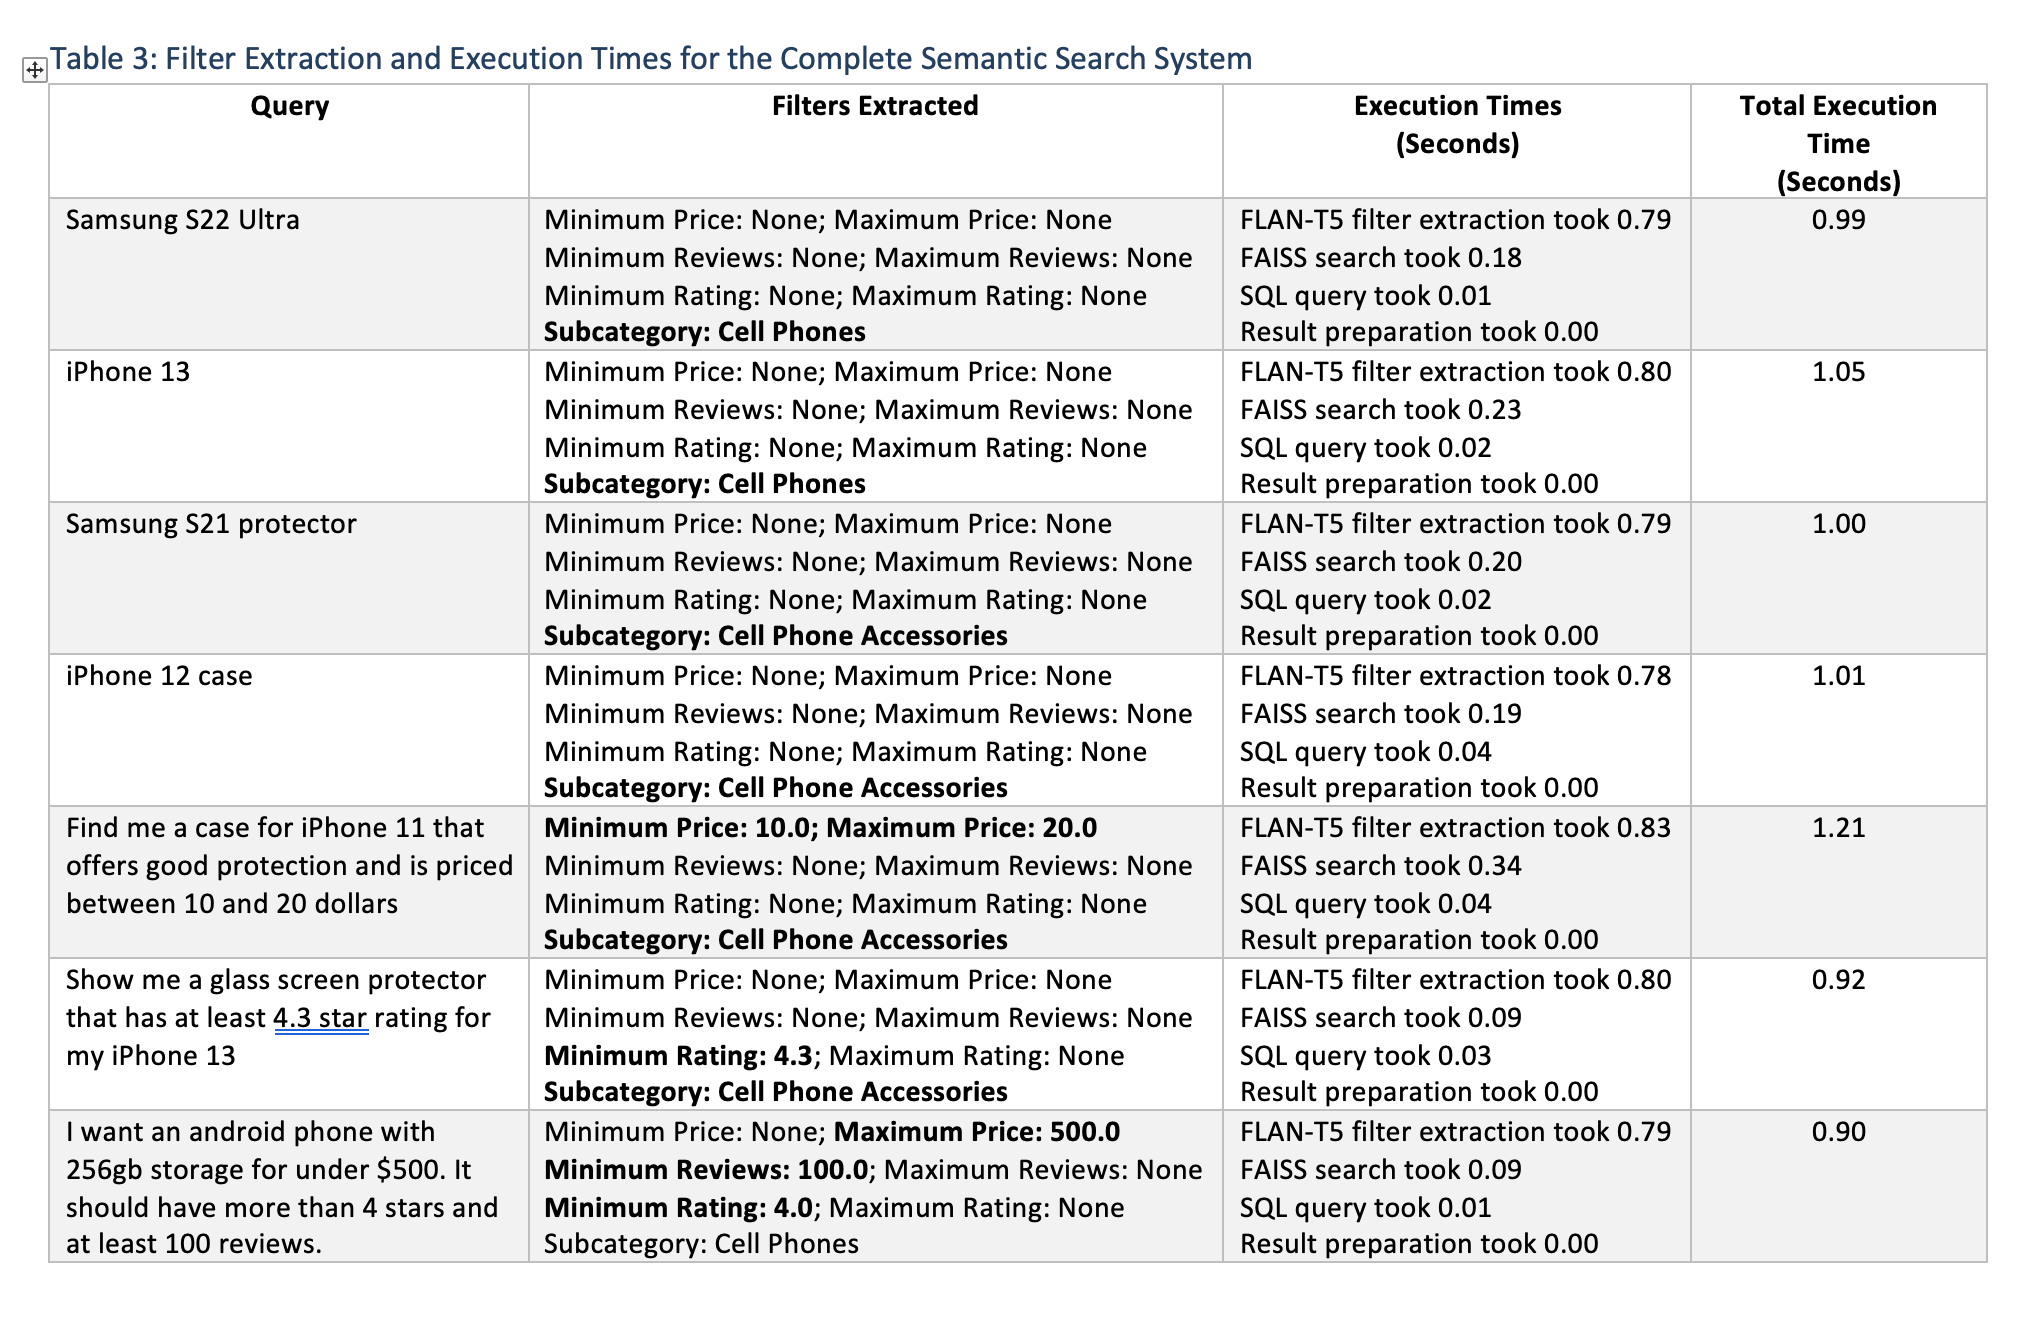 Table 3: Filter Extraction and Execution Times for the Complete Semantic Search System
Query
Filters Extracted
Execution Times
(Seconds)
Total Execution
Time
(Seconds)
Samsung S22 Ultra
Minimum Price: None; Maximum Price: None
Minimum Reviews: None; Maximum Reviews: None
Minimum Rating: None; Maximum Rating: None
Subcategory: Cell Phones
FLAN-T5 filter extraction took 0.79
FAISS search took 0.18
SQL query took 0.01
Result preparation took 0.00
0.99
iPhone 13
Minimum Price: None; Maximum Price: None
Minimum Reviews: None; Maximum Reviews: None
Minimum Rating: None; Maximum Rating: None
Subcategory: Cell Phones
FLAN-T5 filter extraction took 0.80
FAISS search took 0.23
SQL query took 0.02
Result preparation took 0.00
1.05
Samsung S21 protector
Minimum Price: None; Maximum Price: None
Minimum Reviews: None; Maximum Reviews: None
Minimum Rating: None; Maximum Rating: None
Subcategory: Cell Phone Accessories
FLAN-T5 filter extraction took 0.79
FAISS search took 0.20
SQL query took 0.02
Result preparation took 0.00
1.00
iPhone 12 case
Minimum Price: None; Maximum Price: None
Minimum Reviews: None; Maximum Reviews: None
Minimum Rating: None; Maximum Rating: None
Subcategory: Cell Phone Accessories
FLAN-T5 filter extraction took 0.78
FAISS search took 0.19
SQL query took 0.04
Result preparation took 0.00
1.01
Find me a case for iPhone 11 that
offers good protection and is priced
between 10 and 20 dollars
Minimum Price: 10.0; Maximum Price: 20.0
Minimum Reviews: None; Maximum Reviews: None
Minimum Rating: None; Maximum Rating: None
Subcategory: Cell Phone Accessories
FLAN-T5 filter extraction took 0.83
FAISS search took 0.34
SQL query took 0.04
Result preparation took 0.00
1.21
Show me a glass screen protector
that has at least 4.3 star rating for
my iPhone 13
Minimum Price: None; Maximum Price: None
Minimum Reviews: None; Maximum Reviews: None
Minimum Rating: 4.3; Maximum Rating: None
Subcategory: Cell Phone Accessories
FLAN-T5 filter extraction took 0.80
FAISS search took 0.09
SQL query took 0.03
Result preparation took 0.00
0.92
I want an android phone with
256gb storage for under $500. It
should have more than 4 stars and
at least 100 reviews.
Minimum Price: None; Maximum Price: 500.0
Minimum Reviews: 100.0; Maximum Reviews: None
Minimum Rating: 4.0; Maximum Rating: None
Subcategory: Cell Phones
FLAN-T5 filter extraction took 0.79
FAISS search took 0.09
SQL query took 0.01
Result preparation took 0.00
0.90